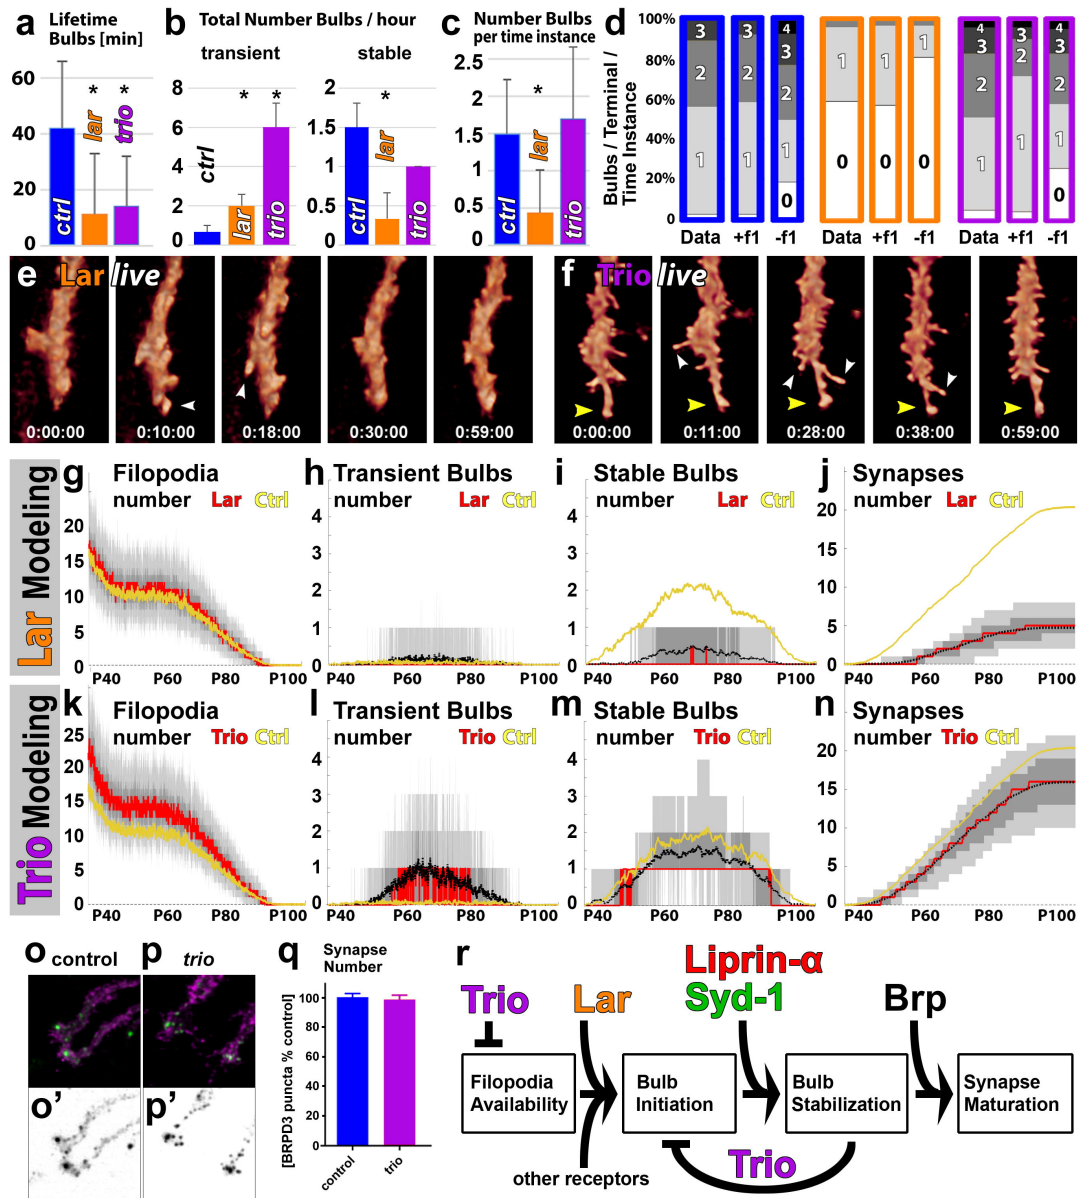 a Lifetime
Bulbs [min]
60
40
20
0
* *
lar
trio
ctrl
b Total Number Bulbs / hour
transient
stable
8
6
4
2
0
* *
ctrl
lar
trio
2
1.5
1
0.5
0
*
lar
ctrl
trio
c Number Bulbs
per time instance
2.5
2
1.5
1
0.5
0
*
lar
ctrl
trio
d
Bulbs / Terminal /
Time Instance
100%
80%
60%
40%
20%
0
3 3 4
2 2 3
1 1 2
1
0
Data +f1 -f1
1 1 1
0 0 0
Data +f1 -f1
4 3 4
3 2 3
2 1 2
1 1
0
Data +f1 -f1
e Lar live
0:00:00 0:10:00 0:18:00 0:30:00 0:59:00
f Trio live
0:00:00 0:11:00 0:28:00 0:38:00 0:59:00
Lar Modeling
g Filopodia
number Lar Ctrl
20
15
10
5
0
P40 P60 P80 P100
h Transient Bulbs
number Lar Ctrl
4
3
2
1
0
P40 P60 P80 P100
i Stable Bulbs
number Lar Ctrl
4
3
2
1
0
P40 P60 P80 P100
j Synapses
number Lar Ctrl
20
15
10
5
0
P40 P60 P80 P100
Trio Modeling
k Filopodia
number Trio Ctrl
25
20
15
10
5
0
P40 P60 P80 P100
l Transient Bulbs
number Trio Ctrl
4
3
2
1
0
P40 P60 P80 P100
m Stable Bulbs
number Trio Ctrl
4
3
2
1
0
P40 P60 P80 P100
n Synapses
number Trio Ctrl
20
15
10
5
0
P40 P60 P80 P100
o control
p trio
o’
p’
q Synapse
Number
[BRPD3 puncta % control]
100
80
60
40
20
0
control
trio
r
Trio
Lar
Liprin-α
Syd-1
Brp
Filopodia
Availability
Bulb
Initiation
Bulb
Stabilization
Synapse
Maturation
other receptors
Trio